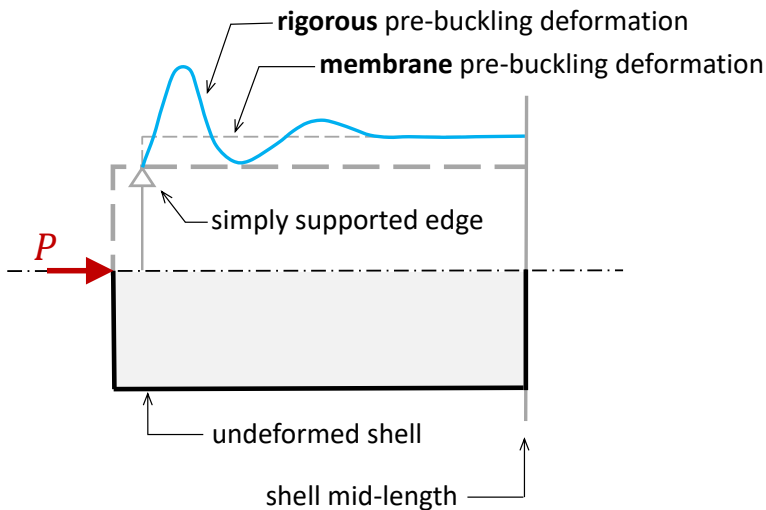 rigorous pre-buckling deformation
membrane pre-buckling deformation
simply supported edge
P
undeformed shell
shell mid-length